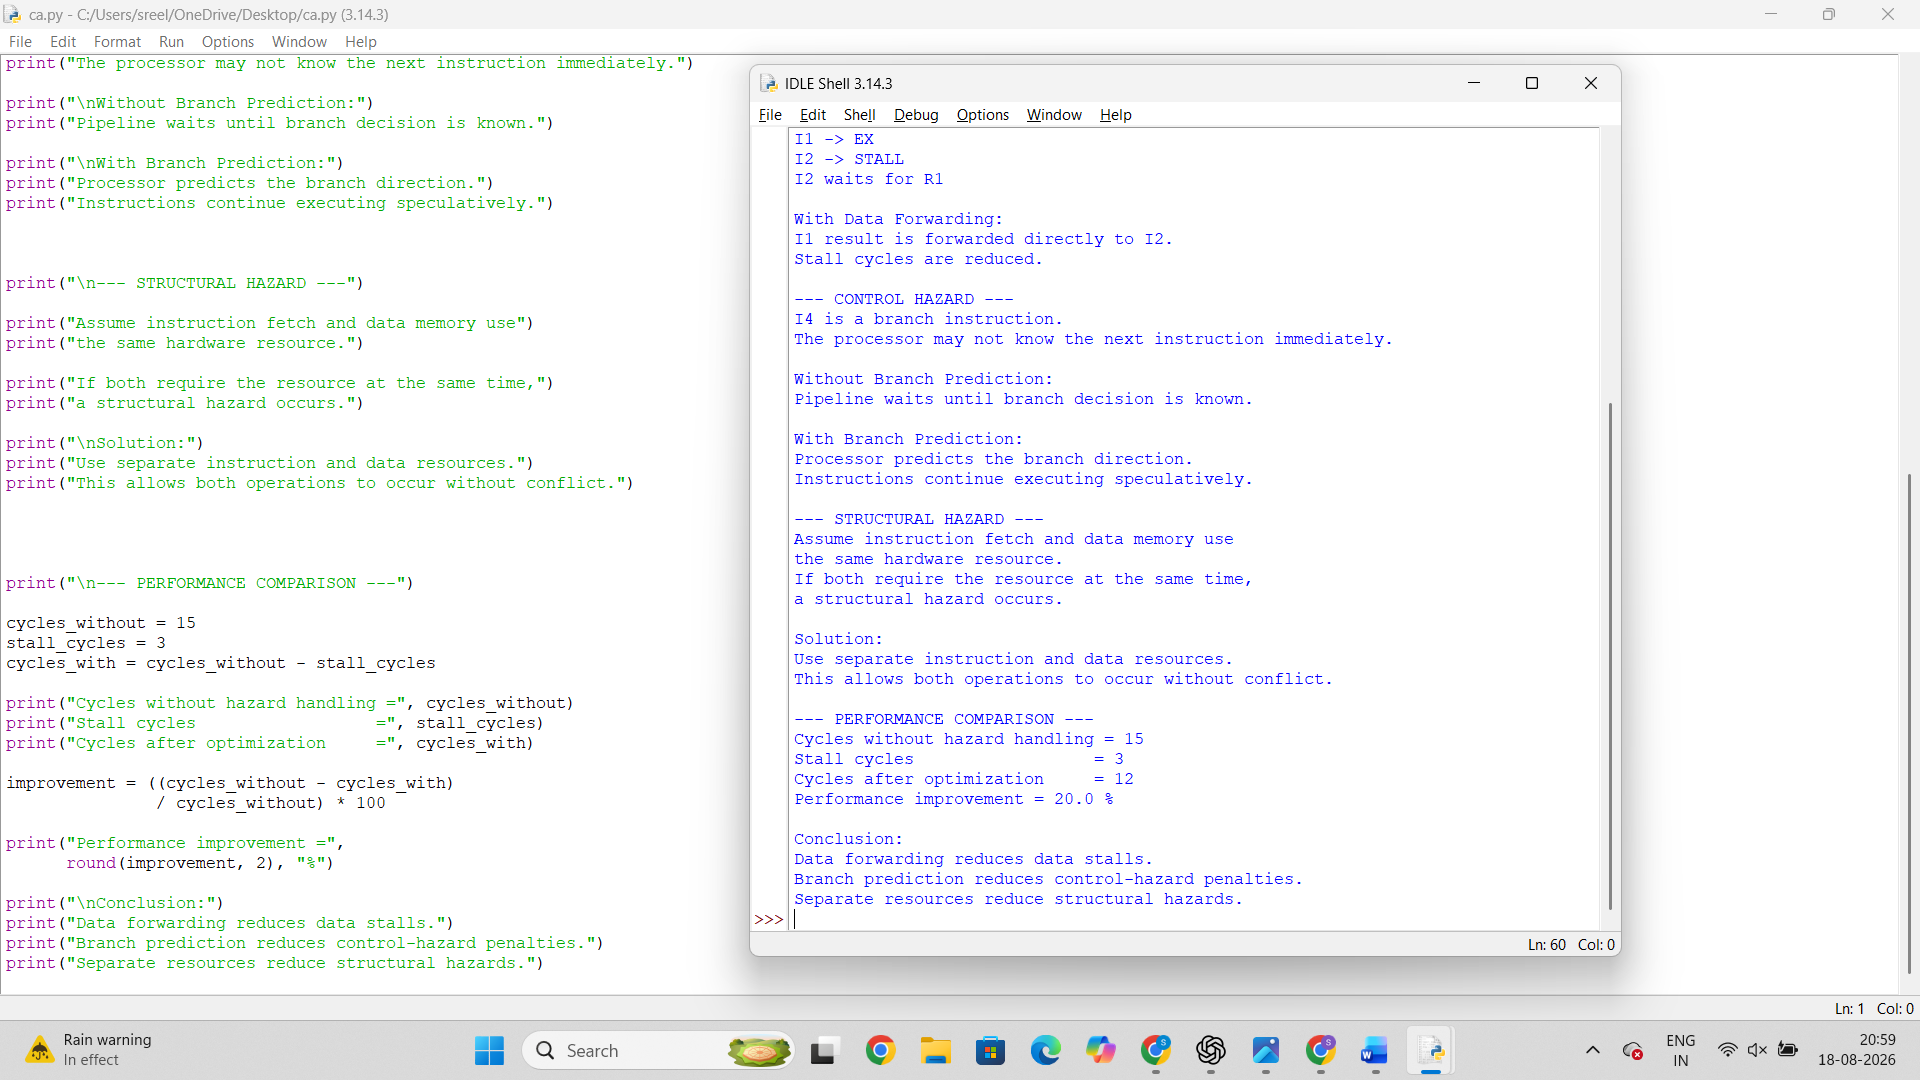 ca.py - C:/Users/sreel/OneDrive/Desktop/ca.py (3.14.3)
File Edit Format Run Options Window Help
print("The processor may not know the next instruction immediately.")
print("\nWithout Branch Prediction:")
print("Pipeline waits until branch decision is known.")
print("\nWith Branch Prediction:")
print("Processor predicts the branch direction.")
print("Instructions continue executing speculatively.")
print("\n--- STRUCTURAL HAZARD ---")
print("Assume instruction fetch and data memory use")
print("the same hardware resource.")
print("If both require the resource at the same time,")
print("a structural hazard occurs.")
print("\nSolution:")
print("Use separate instruction and data resources.")
print("This allows both operations to occur without conflict.")
print("\n--- PERFORMANCE COMPARISON ---")
cycles_without = 15
stall_cycles = 3
cycles_with = cycles_without - stall_cycles
print("Cycles without hazard handling =", cycles_without)
print("Stall cycles                  =", stall_cycles)
print("Cycles after optimization     =", cycles_with)
improvement = ((cycles_without - cycles_with)
               / cycles_without) * 100
print("Performance improvement =",
      round(improvement, 2), "%")
print("\nConclusion:")
print("Data forwarding reduces data stalls.")
print("Branch prediction reduces control-hazard penalties.")
print("Separate resources reduce structural hazards.")
IDLE Shell 3.14.3
File Edit Shell Debug Options Window Help
I1 -> EX
I2 -> STALL
I2 waits for R1
With Data Forwarding:
I1 result is forwarded directly to I2.
Stall cycles are reduced.
--- CONTROL HAZARD ---
I4 is a branch instruction.
The processor may not know the next instruction immediately.
Without Branch Prediction:
Pipeline waits until branch decision is known.
With Branch Prediction:
Processor predicts the branch direction.
Instructions continue executing speculatively.
--- STRUCTURAL HAZARD ---
Assume instruction fetch and data memory use
the same hardware resource.
If both require the resource at the same time,
a structural hazard occurs.
Solution:
Use separate instruction and data resources.
This allows both operations to occur without conflict.
--- PERFORMANCE COMPARISON ---
Cycles without hazard handling = 15
Stall cycles                  = 3
Cycles after optimization     = 12
Performance improvement = 20.0 %
Conclusion:
Data forwarding reduces data stalls.
Branch prediction reduces control-hazard penalties.
Separate resources reduce structural hazards.
>>>
Ln: 60 Col: 0
Ln: 1 Col: 0
Rain warning
In effect
Search
ENG
IN
20:59
18-08-2026